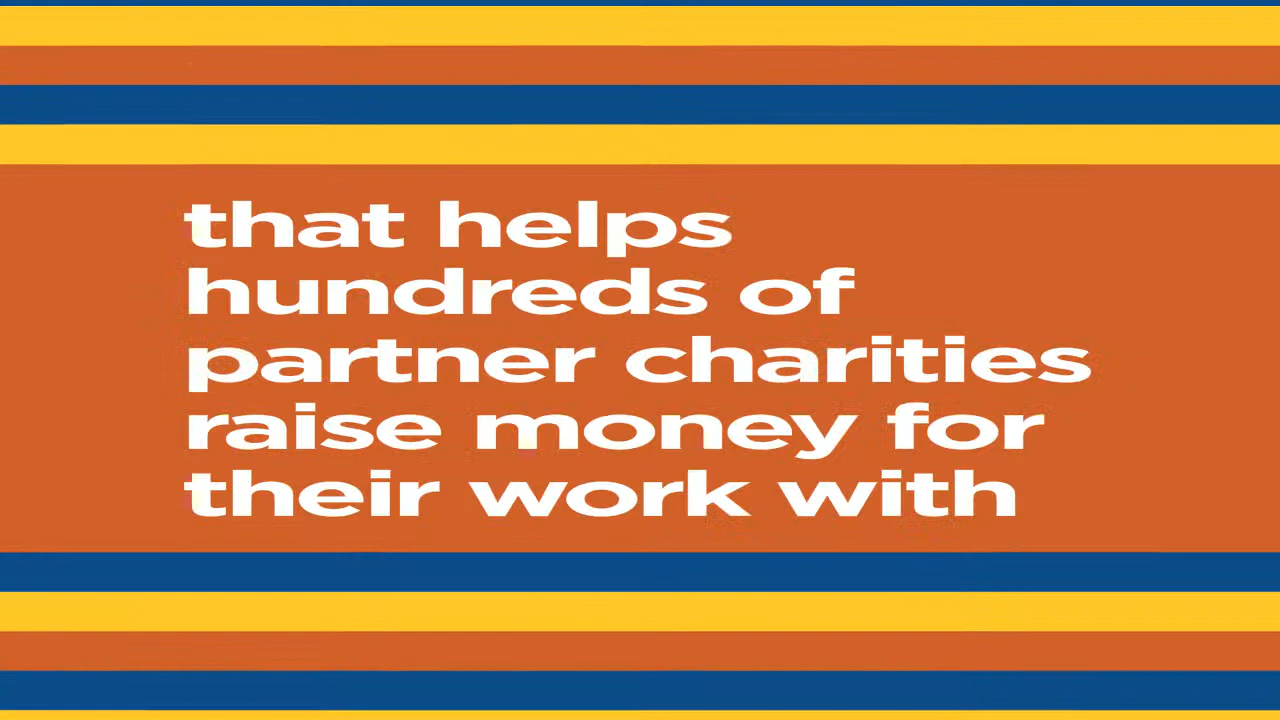 that helps
hundreds of
partner charities
raise money for
their work with